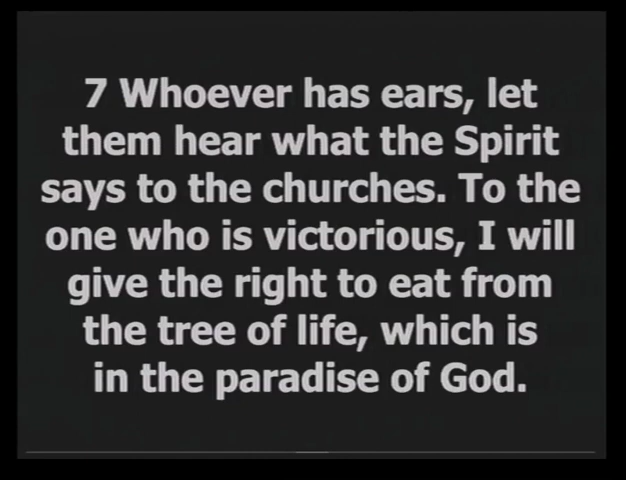 7 Whoever has ears, let
them hear what the Spirit
says to the churches. To the
one who is victorious, I will
give the right to eat from
the tree of life, which is
in the paradise of God.